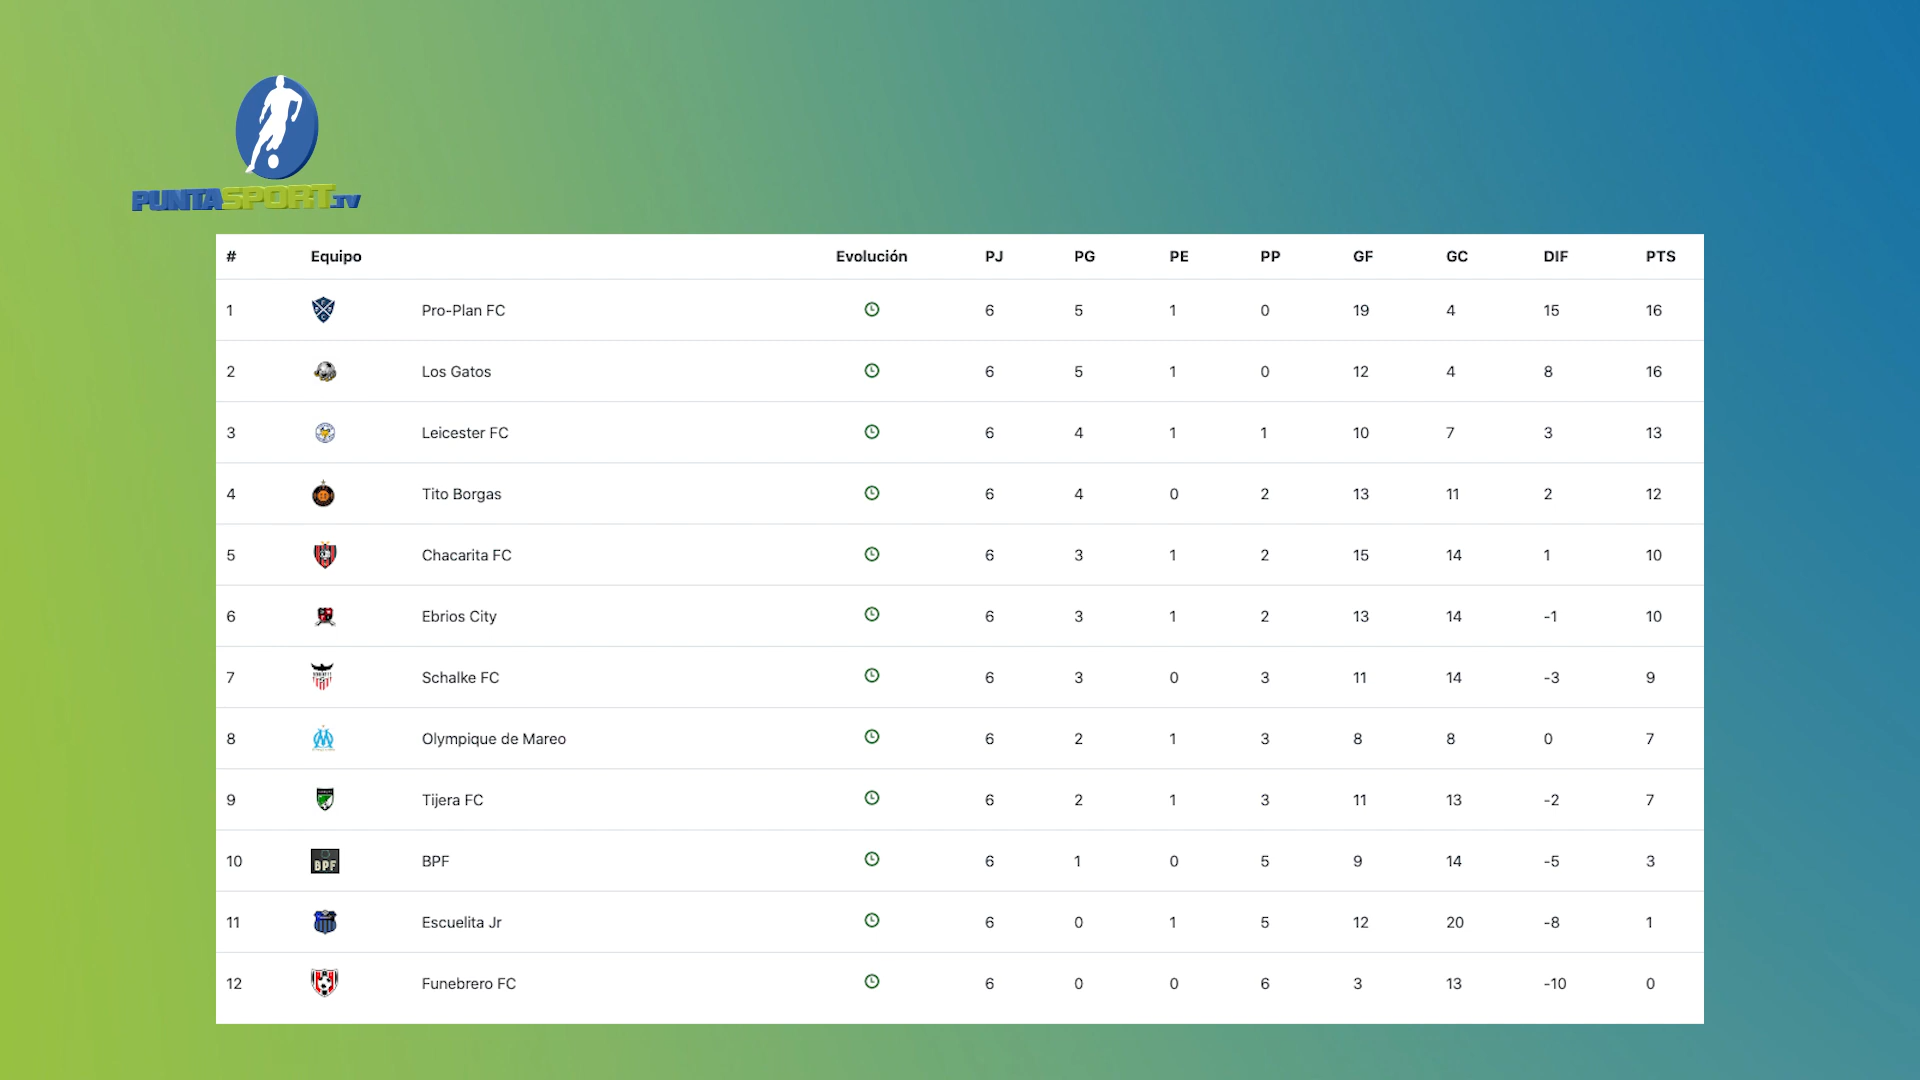 PUNTASPORT.TV
# Equipo Evolución PJ PG PE PP GF GC DIF PTS
1 Pro-Plan FC 6 5 1 0 19 4 15 16
2 Los Gatos 6 5 1 0 12 4 8 16
3 Leicester FC 6 4 1 1 10 7 3 13
4 Tito Borgas 6 4 0 2 13 11 2 12
5 Chacarita FC 6 3 1 2 15 14 1 10
6 Ebrios City 6 3 1 2 13 14 -1 10
7 Schalke FC 6 3 0 3 11 14 -3 9
8 Olympique de Mareo 6 2 1 3 8 8 0 7
9 Tijera FC 6 2 1 3 11 13 -2 7
10 BPF BPF 6 1 0 5 9 14 -5 3
11 Escuelita Jr 6 0 1 5 12 20 -8 1
12 Funebrero FC 6 0 0 6 3 13 -10 0